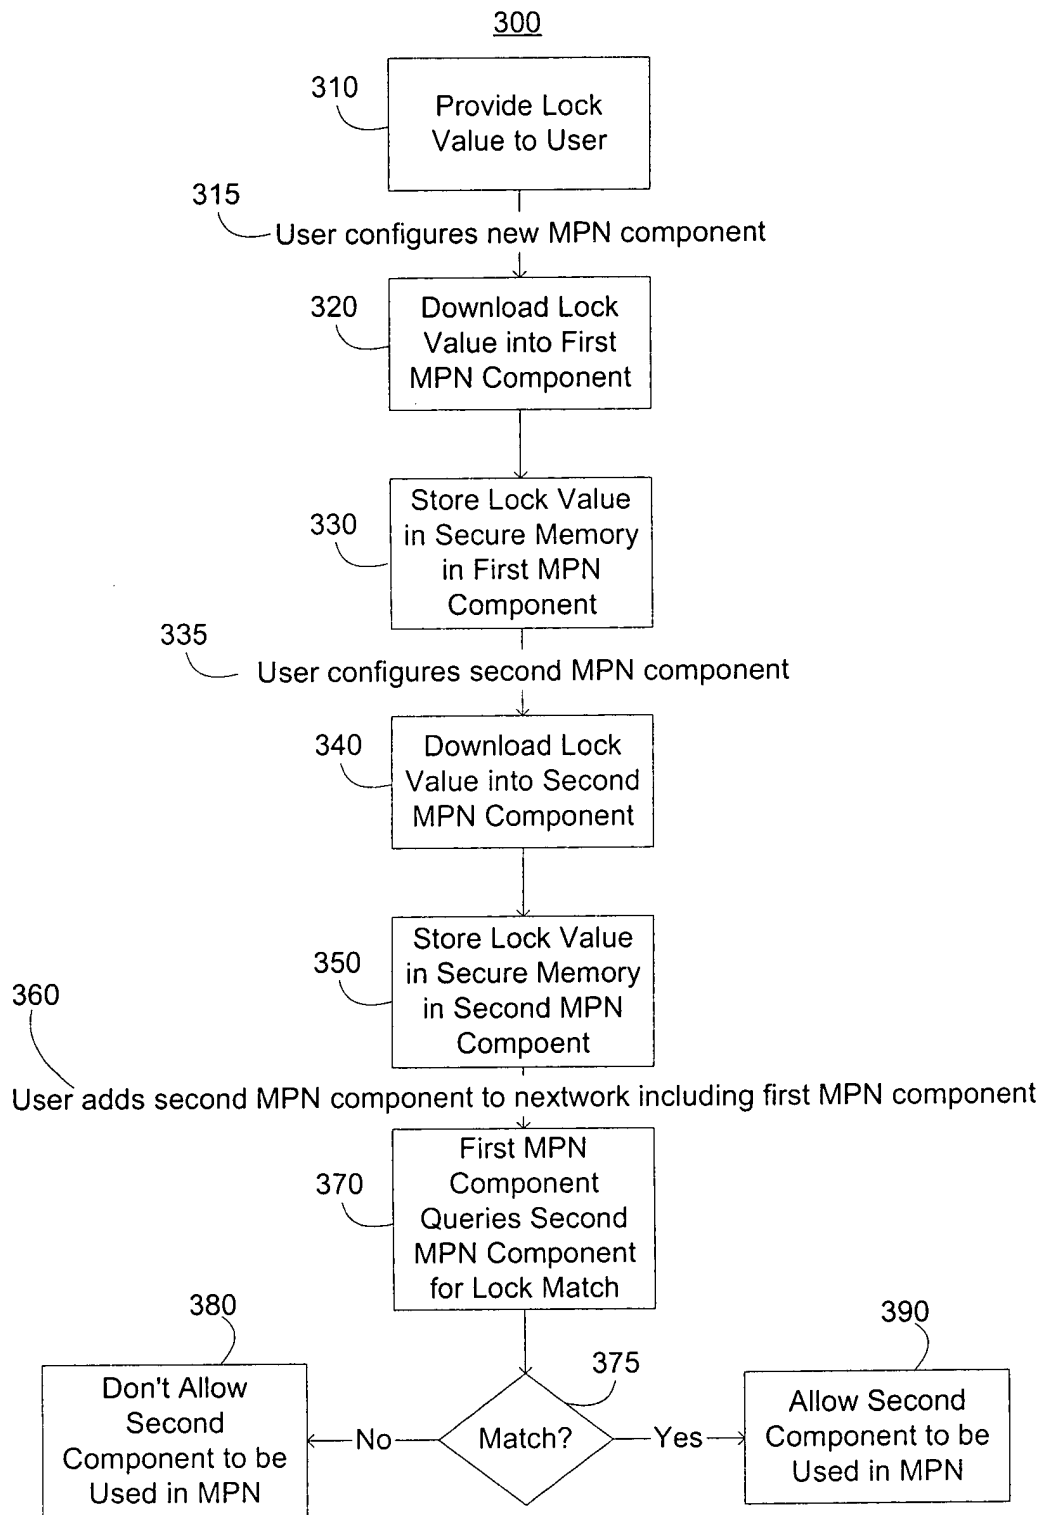 300
310
Provide Lock
Value to User
315
User configures new MPN component
320
Download Lock
Value into First
MPN Component
330
Store Lock Value
in Secure Memory
in First MPN
Component
335
User configures second MPN component
340
Download Lock
Value into Second
MPN Component
350
Store Lock Value
in Secure Memory
in Second MPN
Compoent
360
User adds second MPN component to nextwork including first MPN component
370
First MPN
Component
Queries Second
MPN Component
for Lock Match
380
Don't Allow
Second
Component to be
Used in MPN
No
375
Match?
Yes
390
Allow Second
Component to be
Used in MPN